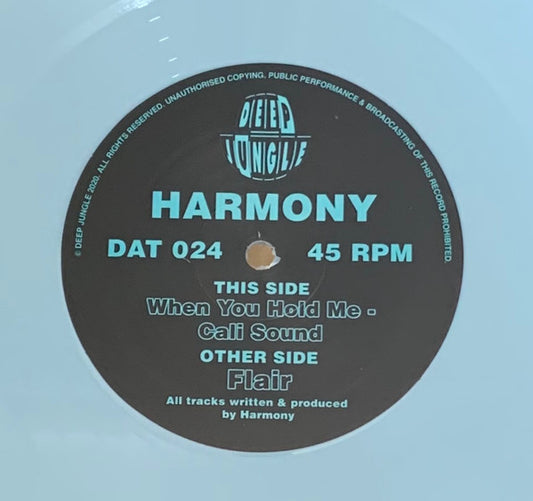 © DEEP JUNGLE 2020. ALL RIGHTS RESERVED. UNAUTHORISED COPYING, PUBLIC PERFORMANCE & BROADCASTING OF THIS RECORD PROHIBITED.
DEEP
JUNGLE
HARMONY
DAT 024 45 RPM
THIS SIDE
When You Hold Me -
Cali Sound
OTHER SIDE
Flair
All tracks written & produced
by Harmony